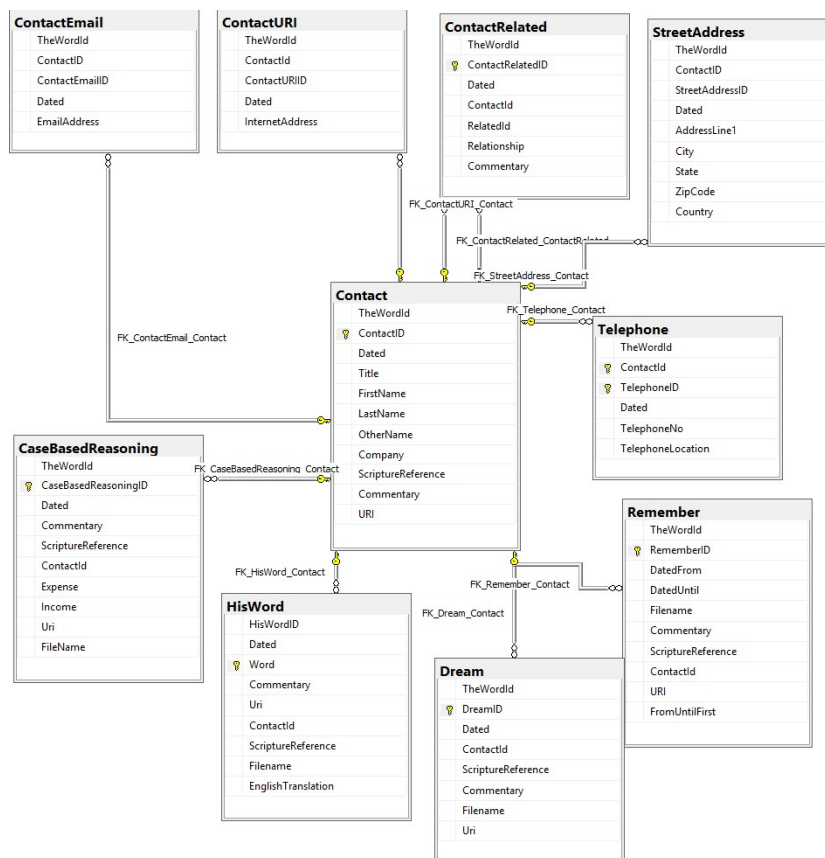 ContactEmail
TheWordId
ContactID
ContactEmailID
Dated
EmailAddress
ContactURI
TheWordId
ContactId
ContactURIID
Dated
InternetAddress
ContactRelated
TheWordId
ContactRelatedID
Dated
ContactId
RelatedId
Relationship
Commentary
StreetAddress
TheWordId
ContactID
StreetAddressID
Dated
AddressLine1
City
State
ZipCode
Country
FK_ContactURI_Contact
FK_ContactRelated_ContactRelated
FK_StreetAddress_Contact
FK_Telephone_Contact
FK_ContactEmail_Contact
Contact
TheWordId
ContactID
Dated
Title
FirstName
LastName
OtherName
Company
ScriptureReference
Commentary
URI
Telephone
TheWordId
ContactId
TelephoneID
Dated
TelephoneNo
TelephoneLocation
CaseBasedReasoning
TheWordId
CaseBasedReasoningID
Dated
Commentary
ScriptureReference
ContactId
Expense
Income
Uri
FileName
FK_CaseBasedReasoning_Contact
FK_HisWord_Contact
FK_Remember_Contact
FK_Dream_Contact
HisWord
HisWordID
Dated
Word
Commentary
Uri
ContactId
ScriptureReference
Filename
EnglishTranslation
Dream
TheWordId
DreamID
Dated
ContactId
ScriptureReference
Commentary
Filename
Uri
Remember
TheWordId
RememberID
DatedFrom
DatedUntil
Filename
Commentary
ScriptureReference
ContactId
URI
FromUntilFirst